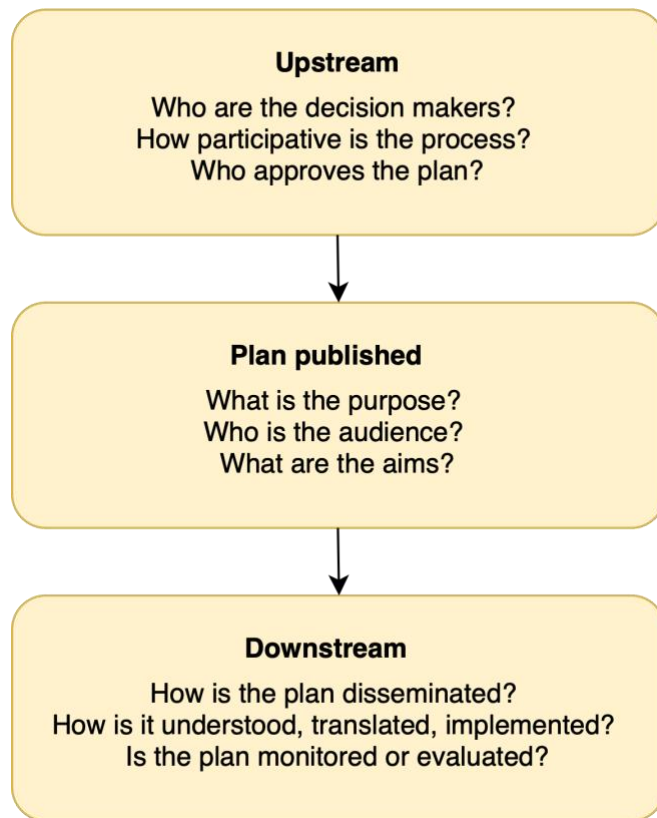 Upstream
Who are the decision makers?
How participative is the process?
Who approves the plan?
Plan published
What is the purpose?
Who is the audience?
What are the aims?
Downstream
How is the plan disseminated?
How is it understood, translated, implemented?
Is the plan monitored or evaluated?